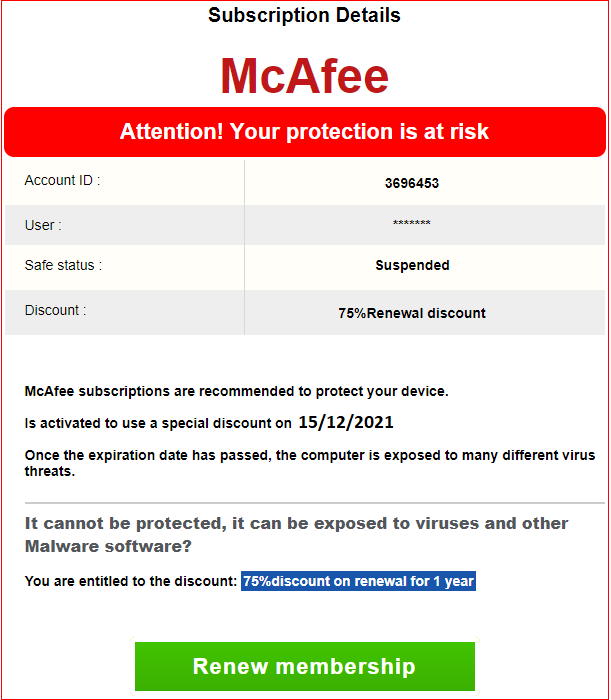 Subscription Details
McAfee
Attention! Your protection is at risk
Account ID : 3696453
User : *******
Safe status : Suspended
Discount : 75%Renewal discount
McAfee subscriptions are recommended to protect your device.
Is activated to use a special discount on 15/12/2021
Once the expiration date has passed, the computer is exposed to many different virus
threats.
It cannot be protected, it can be exposed to viruses and other
Malware software?
You are entitled to the discount: 75%discount on renewal for 1 year
Renew membership